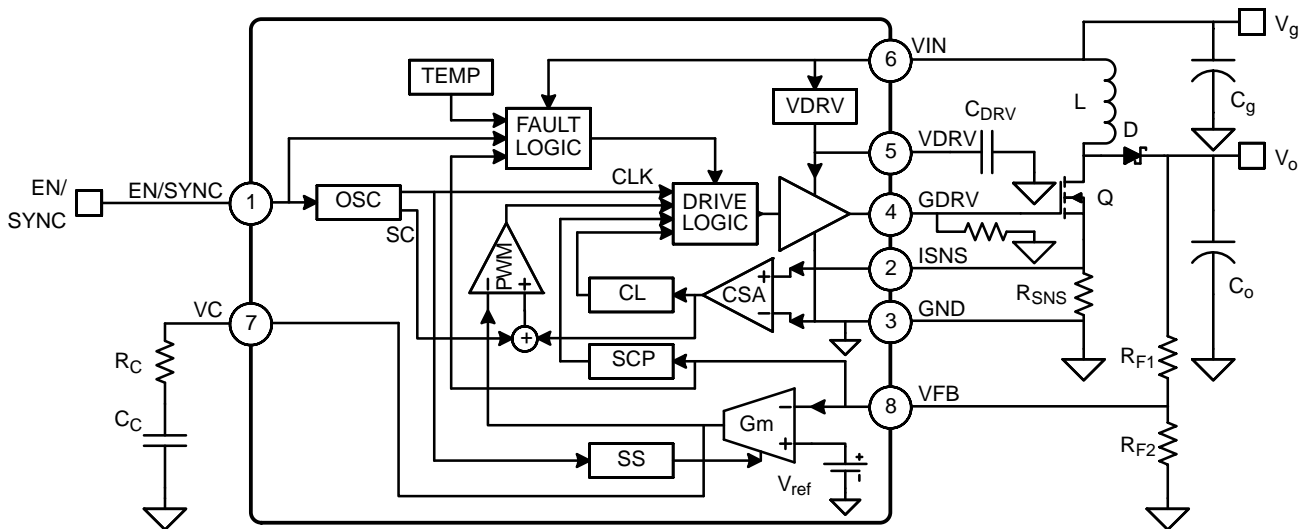 6
VIN
Vg
TEMP
VDRV
L
Cg
FAULT
LOGIC
CDRV
VDRV
D
5
Vo
EN/
SYNC
EN/SYNC
1
OSC
CLK
DRIVE
LOGIC
4
GDRV
Q
SC
PWM
− +
2
ISNS
CL
CSA
+
−
RSNS
Co
VC
7
+
3
GND
RC
SCP
RF1
CC
8
VFB
Gm
−
+
RF2
SS
Vref
+
−